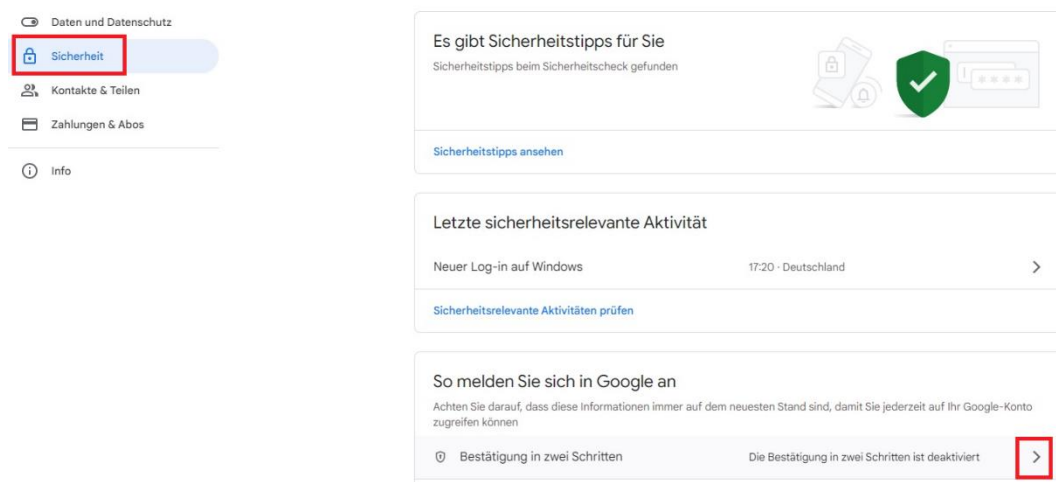 Daten und Datenschutz
Sicherheit
Kontakte & Teilen
Zahlungen & Abos
Info
Es gibt Sicherheitstipps für Sie
Sicherheitstipps beim Sicherheitscheck gefunden
Sicherheitstipps ansehen
Letzte sicherheitsrelevante Aktivität
Neuer Log-in auf Windows 17:20 · Deutschland
Sicherheitsrelevante Aktivitäten prüfen
So melden Sie sich in Google an
Achten Sie darauf, dass diese Informationen immer auf dem neuesten Stand sind, damit Sie jederzeit auf Ihr Google-Konto
zugreifen können
Bestätigung in zwei Schritten Die Bestätigung in zwei Schritten ist deaktiviert